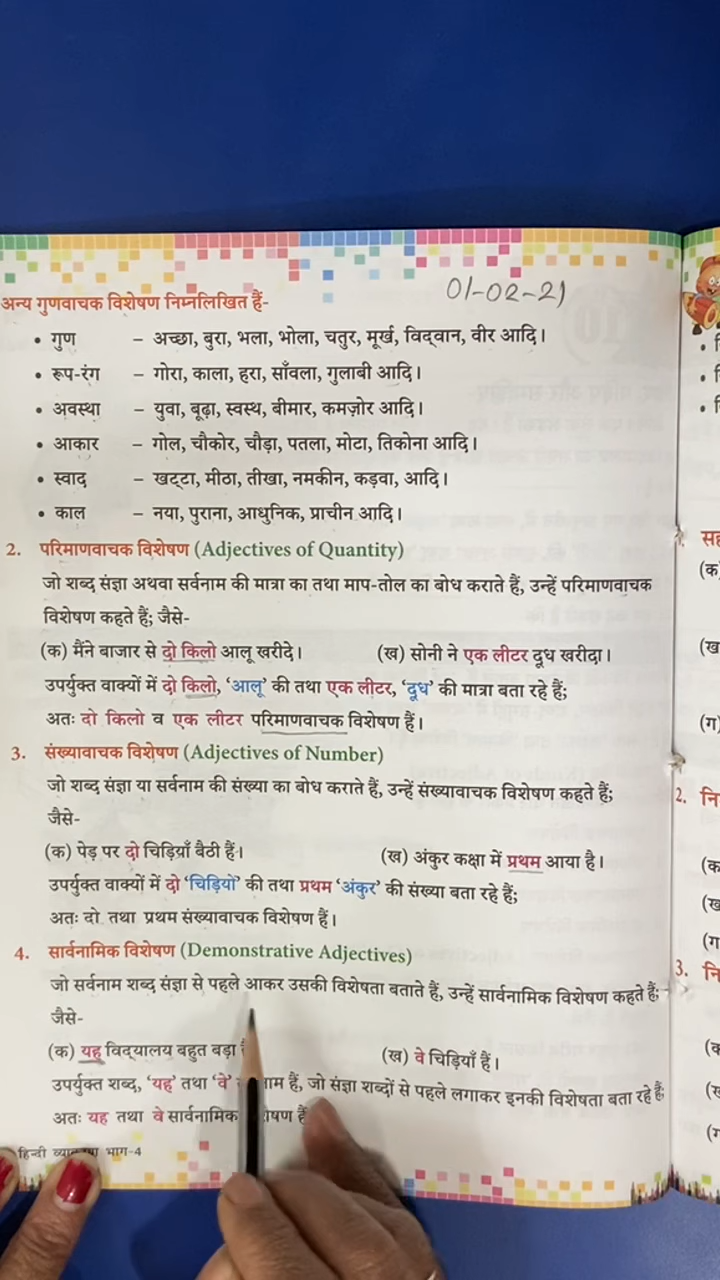 01-02-21
अन्य गुणवाचक विशेषण निम्नलिखित हैं-
• गुण – अच्छा, बुरा, भला, भोला, चतुर, मूर्ख, विद्वान, वीर आदि।
• रूप-रंग – गोरा, काला, हरा, साँवला, गुलाबी आदि।
• अवस्था – युवा, बूढ़ा, स्वस्थ, बीमार, कमज़ोर आदि।
• आकार – गोल, चौकोर, चौड़ा, पतला, मोटा, तिकोना आदि।
• स्वाद – खट्टा, मीठा, तीखा, नमकीन, कड़वा, आदि।
• काल – नया, पुराना, आधुनिक, प्राचीन आदि।
2. परिमाणवाचक विशेषण (Adjectives of Quantity)
जो शब्द संज्ञा अथवा सर्वनाम की मात्रा का तथा माप-तोल का बोध कराते हैं, उन्हें परिमाणवाचक
विशेषण कहते हैं; जैसे-
(क) मैंने बाजार से दो किलो आलू खरीदे। (ख) सोनी ने एक लीटर दूध खरीदा।
उपर्युक्त वाक्यों में दो किलो, ‘आलू’ की तथा एक लीटर, ‘दूध’ की मात्रा बता रहे हैं;
अतः दो किलो व एक लीटर परिमाणवाचक विशेषण हैं।
3. संख्यावाचक विशेषण (Adjectives of Number)
जो शब्द संज्ञा या सर्वनाम की संख्या का बोध कराते हैं, उन्हें संख्यावाचक विशेषण कहते हैं;
जैसे-
(क) पेड़ पर दो चिड़ियाँ बैठी हैं। (ख) अंकुर कक्षा में प्रथम आया है।
उपर्युक्त वाक्यों में दो ‘चिड़ियों’ की तथा प्रथम ‘अंकुर’ की संख्या बता रहे हैं;
अतः दो तथा प्रथम संख्यावाचक विशेषण हैं।
4. सार्वनामिक विशेषण (Demonstrative Adjectives)
जो सर्वनाम शब्द संज्ञा से पहले आकर उसकी विशेषता बताते हैं, उन्हें सार्वनामिक विशेषण कहते हैं;
जैसे-
(क) यह विद्यालय बहुत बड़ा (ख) वे चिड़ियाँ हैं।
उपर्युक्त शब्द, ‘यह’ तथा ‘वे’ हैं, जो संज्ञा शब्दों से पहले लगाकर इनकी विशेषता बता रहे हैं;
अतः यह तथा वे सार्वनामिक हैं
हिन्दी भाग-4
(क
(ख
(ग)
2. नि
(क
(ख
(ग
3. नि
(क
(ख